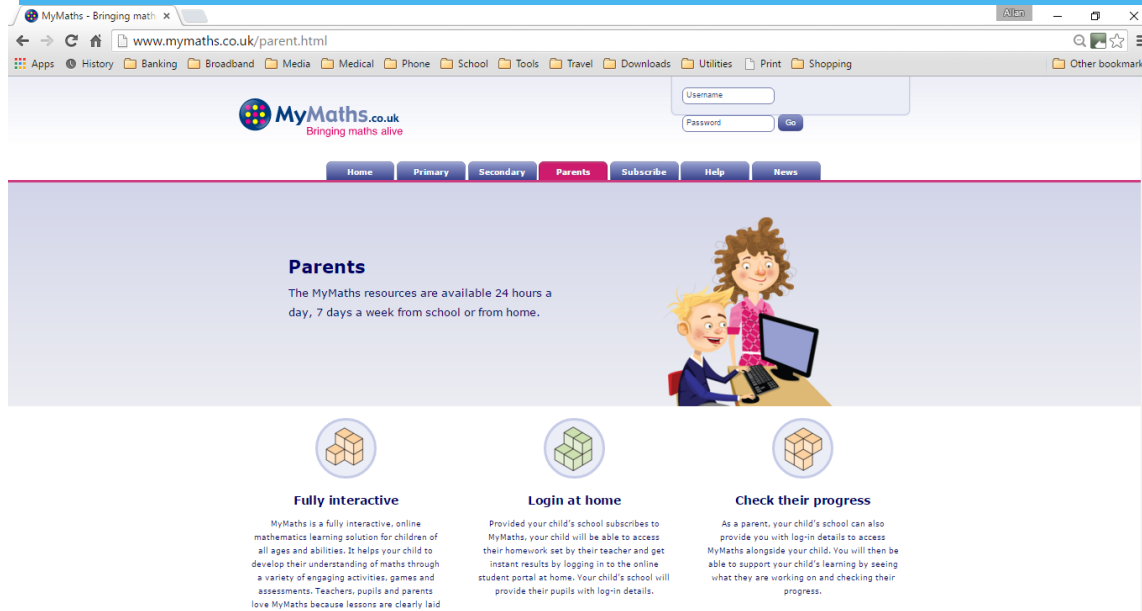 MyMaths - Bringing math
Allan
www.mymaths.co.uk/parent.html
Apps History Banking Broadband Media Medical Phone School Tools Travel Downloads Utilities Print Shopping Other bookmark
Username
MyMaths.co.uk
Bringing maths alive
Password Go
Home Primary Secondary Parents Subscribe Help News
Parents
The MyMaths resources are available 24 hours a
day, 7 days a week from school or from home.
Fully interactive
MyMaths is a fully interactive, online
mathematics learning solution for children of
all ages and abilities. It helps your child to
develop their understanding of maths through
a variety of engaging activities, games and
assessments. Teachers, pupils and parents
love MyMaths because lessons are clearly laid
Login at home
Provided your child's school subscribes to
MyMaths, your child will be able to access
their homework set by their teacher and get
instant results by logging in to the online
student portal at home. Your child's school will
provide their pupils with log-in details.
Check their progress
As a parent, your child's school can also
provide you with log-in details to access
MyMaths alongside your child. You will then be
able to support your child's learning by seeing
what they are working on and checking their
progress.